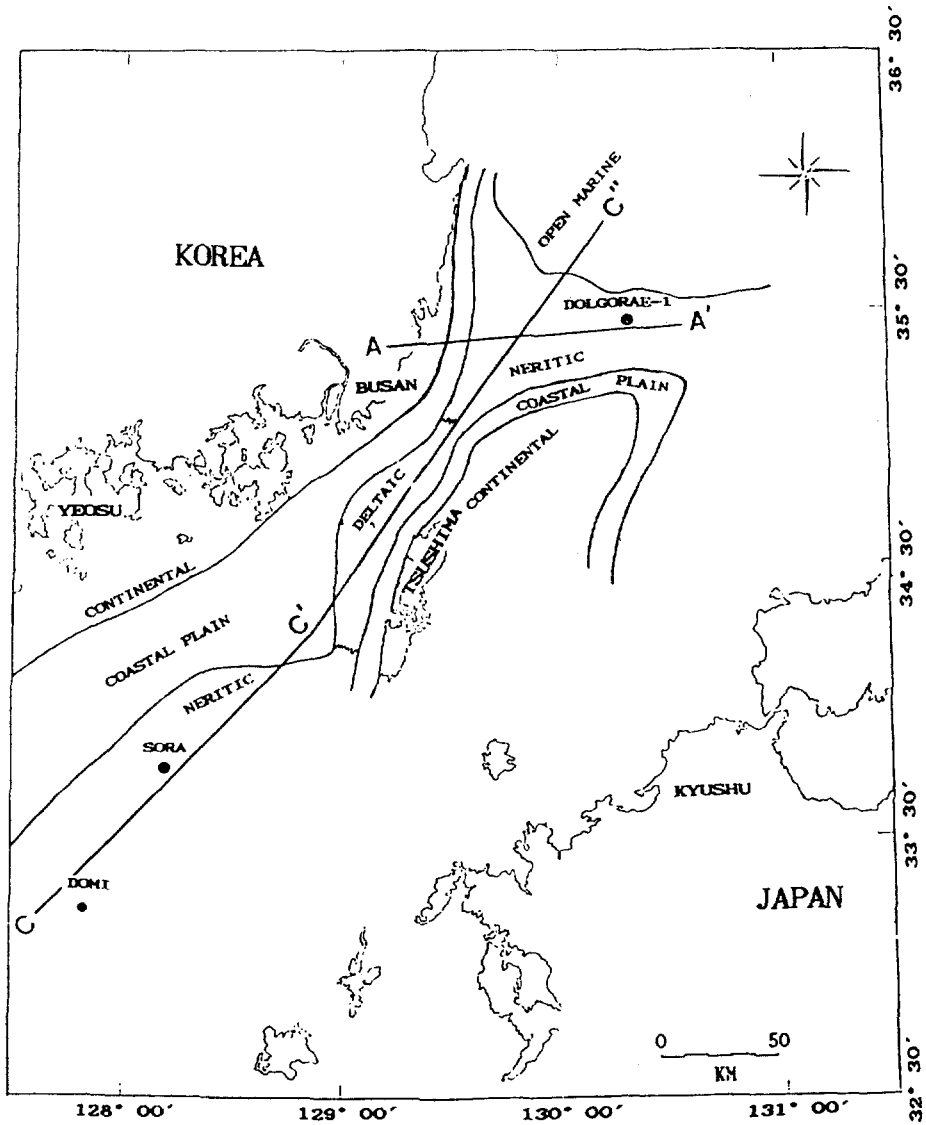 36° 30′
OPEN MARINE
C''
KOREA
35° 30′
DOLGORAE-1
A
A'
NERITIC
BUSAN
COASTAL PLAIN
DELTAIC
YEOSU
TSUSHIMA CONTINENTAL
34° 30′
CONTINENTAL
C'
COASTAL PLAIN
NERITIC
SORA
KYUSHU
33° 30′
DOMI
C
JAPAN
0 50
KM
32° 30′
128° 00′ 129° 00′ 130° 00′ 131° 00′